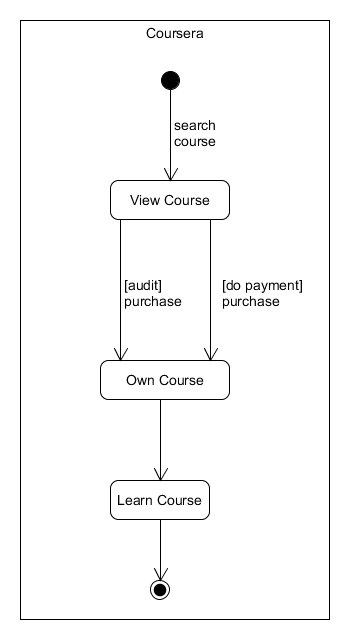 Coursera
search
course
View Course
[audit]
purchase
[do payment]
purchase
Own Course
Learn Course